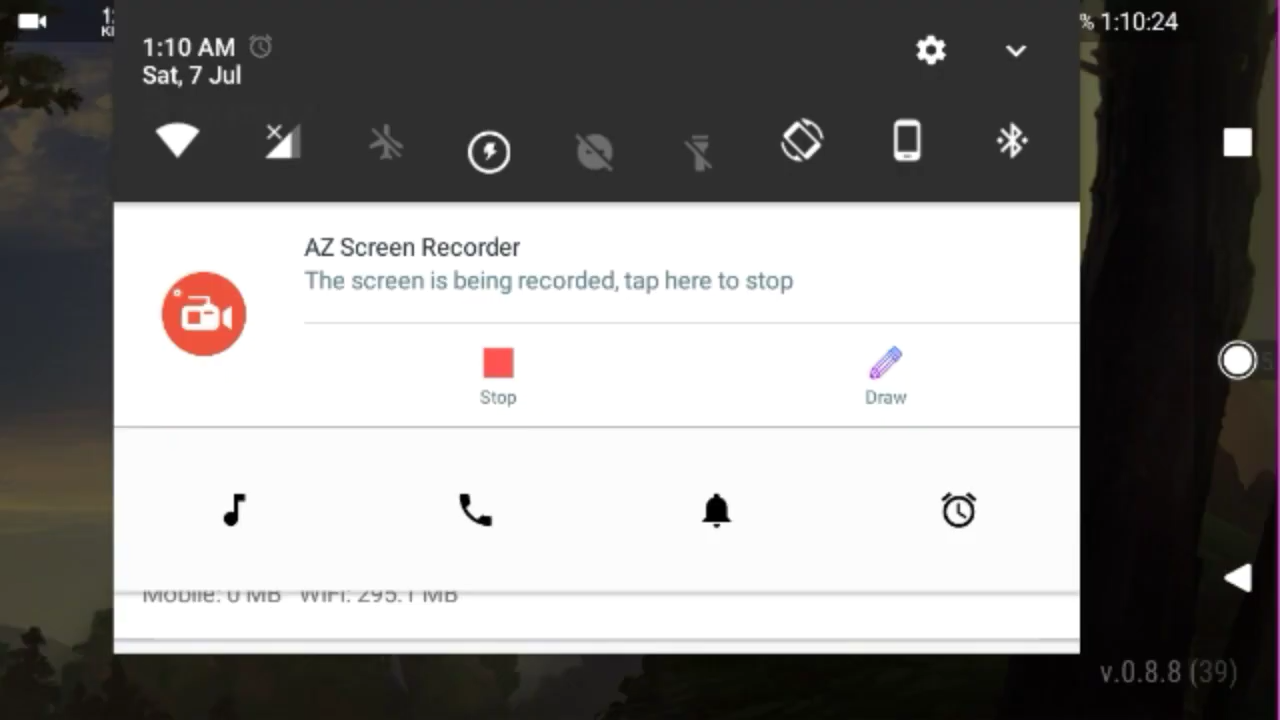 % 1:10:24
1:10 AM
Sat, 7 Jul
AZ Screen Recorder
The screen is being recorded, tap here to stop
Stop
Draw
Mobile: 0 MB WiFi: 295.1 MB
v.0.8.8 (39)